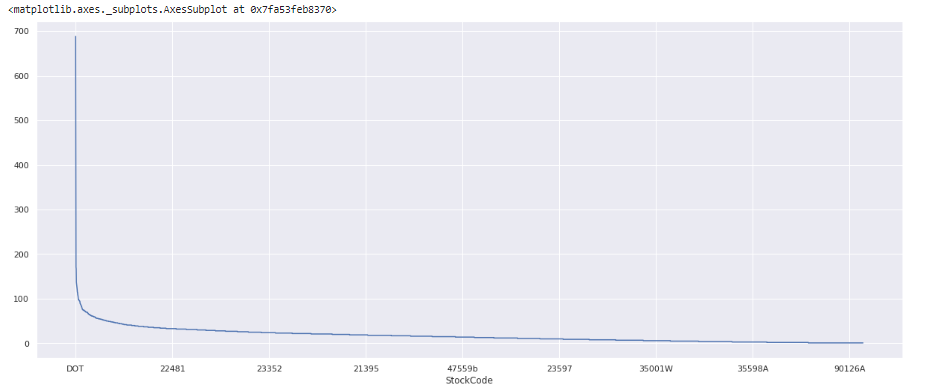 <matplotlib.axes._subplots.AxesSubplot at 0x7fa53feb8370>
700
600
500
400
300
200
100
0
DOT 22481 23352 21395 47559b 23597 35001W 35598A 90126A
StockCode